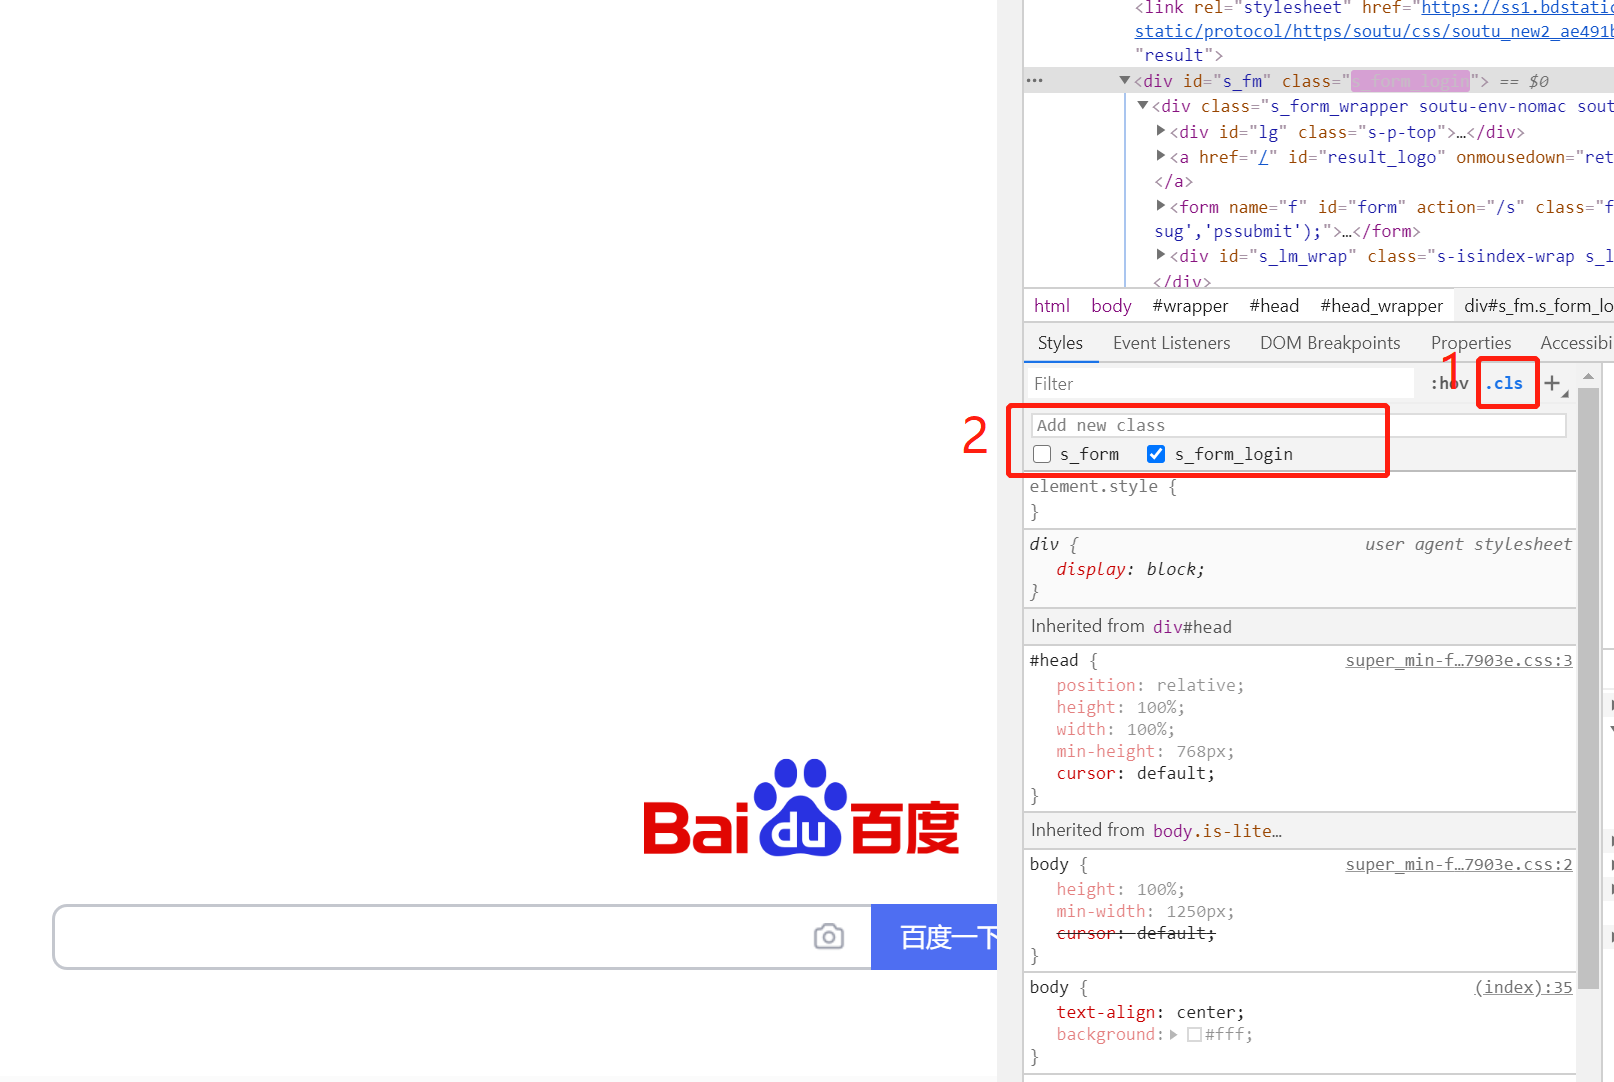 <link rel="stylesheet" href="https://ss1.bdstatic
static/protocol/https/soutu/css/soutu_new2_ae491b
"result">
… <div id="s_fm" class="s_form_login"> == $0
<div class="s_form_wrapper soutu-env-nomac sout
<div id="lg" class="s-p-top">…</div>
<a href="/" id="result_logo" onmousedown="ret
</a>
<form name="f" id="form" action="/s" class="f
sug','pssubmit');">…</form>
<div id="s_lm_wrap" class="s-isindex-wrap s_l
</div>
html body #wrapper #head #head_wrapper div#s_fm.s_form_lo
Styles Event Listeners DOM Breakpoints Properties Accessibi
1
Filter :hov .cls +
2
Add new class
s_form s_form_login
element.style {
}
div { user agent stylesheet
display: block;
}
Inherited from div#head
#head { super_min-f…7903e.css:3
position: relative;
height: 100%;
width: 100%;
min-height: 768px;
cursor: default;
}
Inherited from body.is-lite…
body { super_min-f…7903e.css:2
height: 100%;
min-width: 1250px;
cursor: default;
}
body { (index):35
text-align: center;
background: #fff;
}
Bai du 百度
百度一下